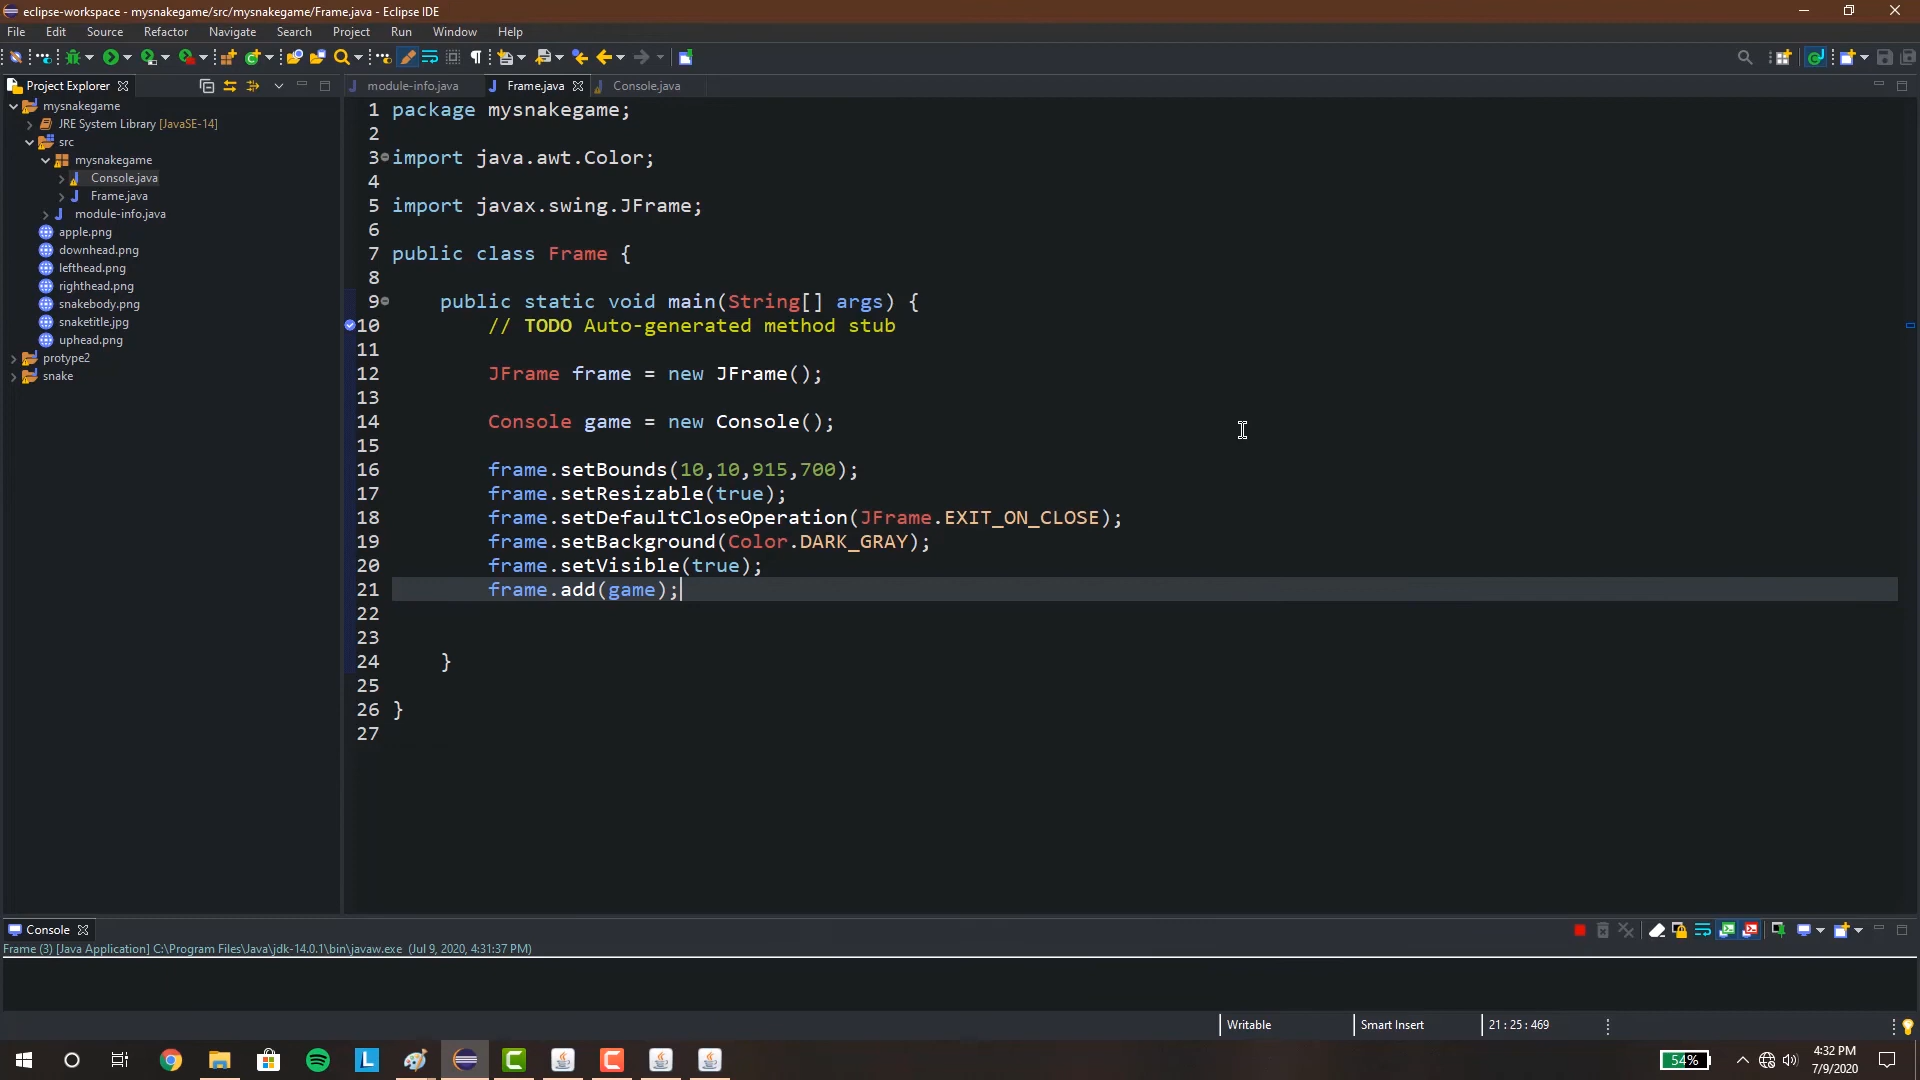 eclipse-workspace - mysnakegame/src/mysnakegame/Frame.java - Eclipse IDE
File Edit Source Refactor Navigate Search Project Run Window Help
Project Explorer
module-info.java Frame.java Console.java
mysnakegame
JRE System Library [JavaSE-14]
src
mysnakegame
Console.java
Frame.java
module-info.java
apple.png
downhead.png
lefthead.png
righthead.png
snakebody.png
snaketitle.jpg
uphead.png
protype2
snake
1 package mysnakegame;
2
3 import java.awt.Color;
4
5 import javax.swing.JFrame;
6
7 public class Frame {
8
9 public static void main(String[] args) {
10 // TODO Auto-generated method stub
11
12 JFrame frame = new JFrame();
13
14 Console game = new Console();
15
16 frame.setBounds(10,10,915,700);
17 frame.setResizable(true);
18 frame.setDefaultCloseOperation(JFrame.EXIT_ON_CLOSE);
19 frame.setBackground(Color.DARK_GRAY);
20 frame.setVisible(true);
21 frame.add(game);
22
23
24 }
25
26 }
27
Console
Frame (3) [Java Application] C:\Program Files\Java\jdk-14.0.1\bin\javaw.exe (Jul 9, 2020, 4:31:37 PM)
Writable Smart Insert 21 : 25 : 469
L
54%
4:32 PM
7/9/2020